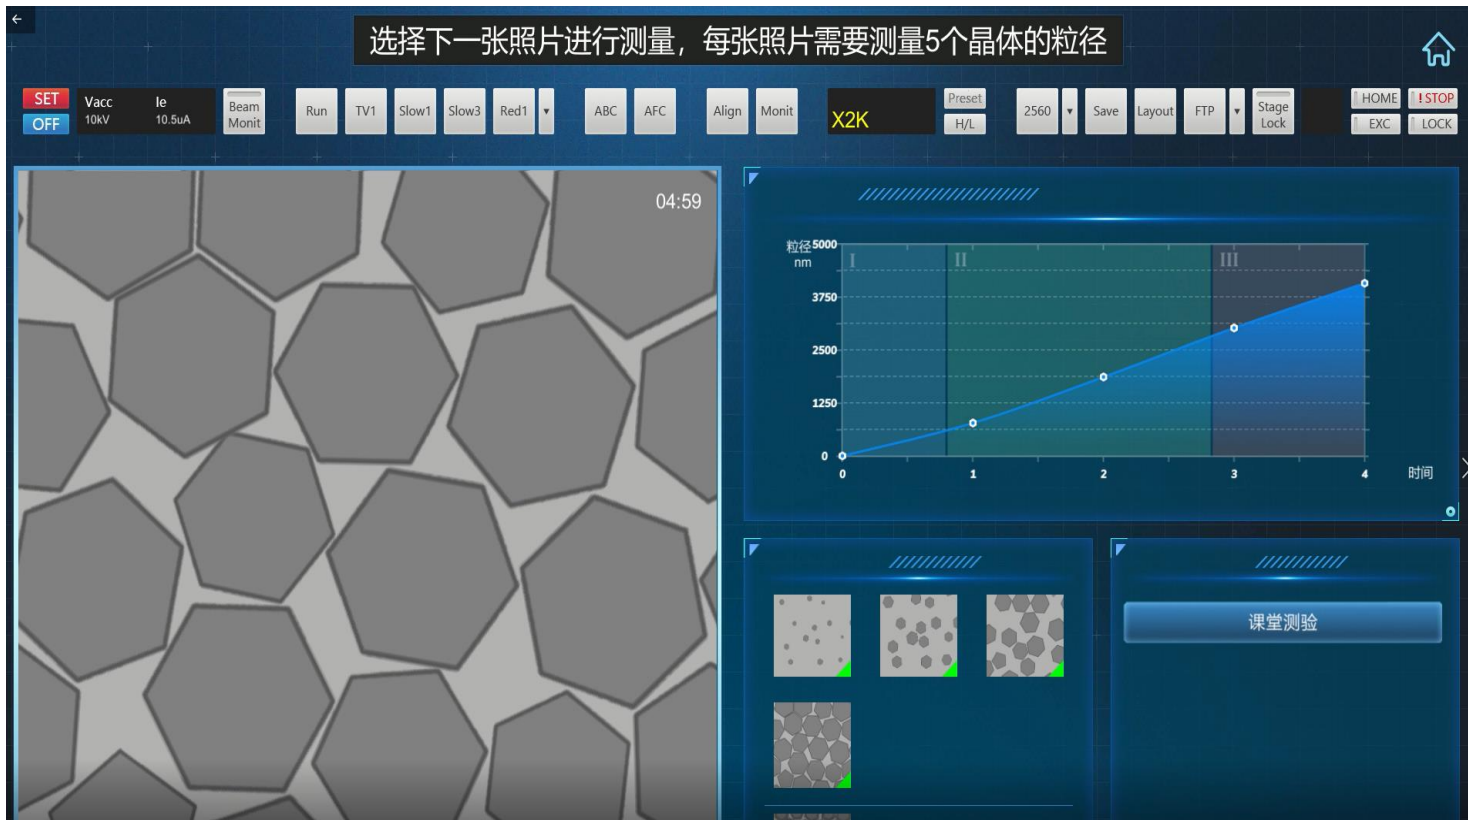 选择下一张照片进行测量，每张照片需要测量5个晶体的粒径
SET
OFF
Vacc
10kV
Ie
10.5uA
Beam
Monit
Run
TV1
Slow1
Slow3
Red1
ABC
AFC
Align
Monit
X2K
Preset
H/L
2560
Save
Layout
FTP
Stage
Lock
HOME
EXC
!STOP
LOCK
04:59
粒径
nm
5000
3750
2500
1250
0
I
II
III
0
1
2
3
4
时间
课堂测验